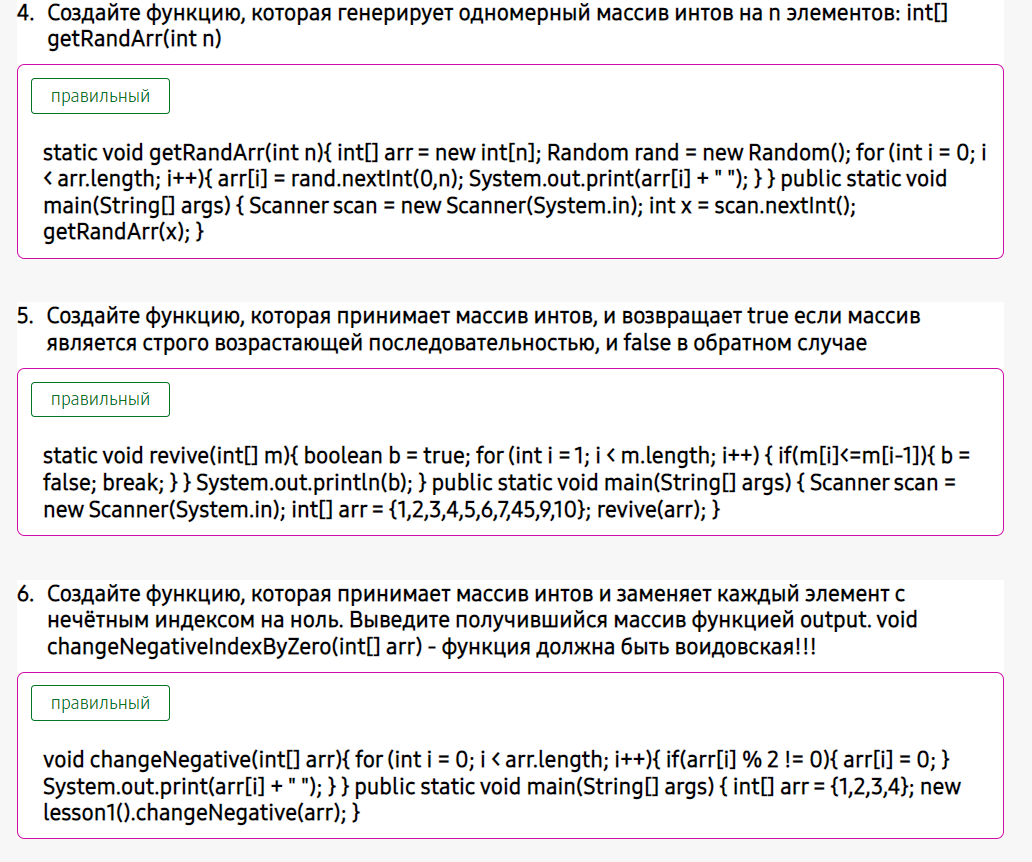 4. Создайте функцию, которая генерирует одномерный массив интов на n элементов: int[]
getRandArr(int n)
правильный
static void getRandArr(int n){ int[] arr = new int[n]; Random rand = new Random(); for (int i = 0; i
< arr.length; i++){ arr[i] = rand.nextInt(0,n); System.out.print(arr[i] + " "); } } public static void
main(String[] args) { Scanner scan = new Scanner(System.in); int x = scan.nextInt();
getRandArr(x); }
5. Создайте функцию, которая принимает массив интов, и возвращает true если массив
является строго возрастающей последовательностью, и false в обратном случае
правильный
static void revive(int[] m){ boolean b = true; for (int i = 1; i < m.length; i++) { if(m[i]<=m[i-1]){ b =
false; break; } } System.out.println(b); } public static void main(String[] args) { Scanner scan =
new Scanner(System.in); int[] arr = {1,2,3,4,5,6,7,45,9,10}; revive(arr); }
6. Создайте функцию, которая принимает массив интов и заменяет каждый элемент с
нечётным индексом на ноль. Выведите получившийся массив функцией output. void
changeNegativeIndexByZero(int[] arr) - функция должна быть воидовская!!!
правильный
void changeNegative(int[] arr){ for (int i = 0; i < arr.length; i++){ if(arr[i] % 2 != 0){ arr[i] = 0; }
System.out.print(arr[i] + " "); } } public static void main(String[] args) { int[] arr = {1,2,3,4}; new
lesson1().changeNegative(arr); }